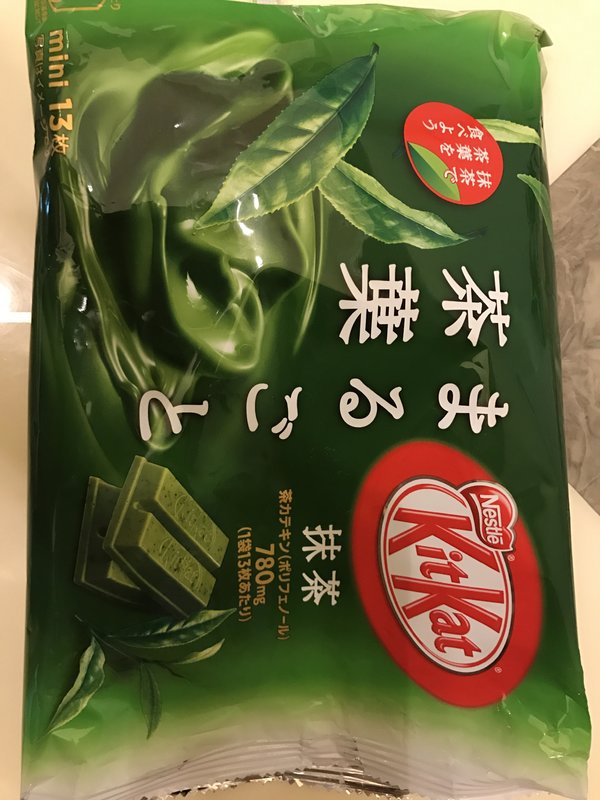 Nestlé®
KitKat®
まるごと
茶葉
抹茶で
茶葉を
食べよう
抹茶
茶カテキン(ポリフェノール)
780mg
(1袋13枚あたり)
mini 13枚